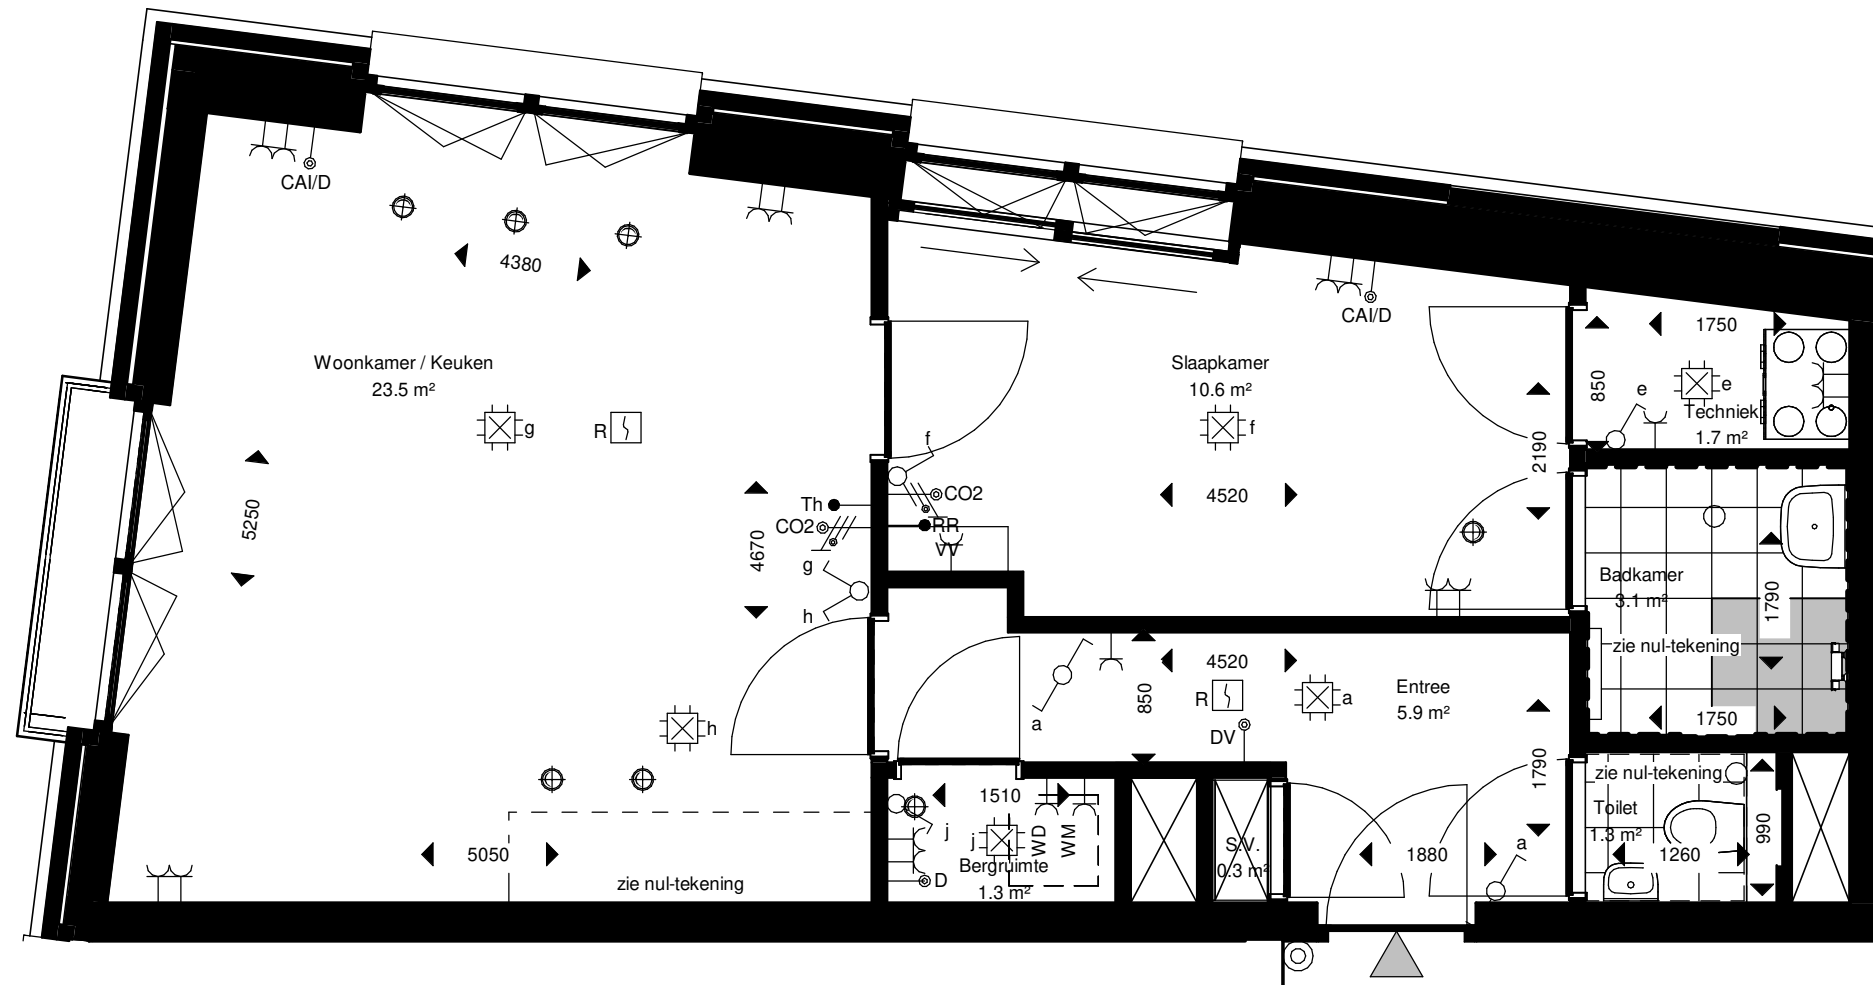 CAI/D
4380
Woonkamer / Keuken
23.5 m²
g
R
5250
4670
Th
CO2
g
h
h
5050
zie nul-tekening
Slaapkamer
10.6 m²
f
f
CO2
RR
VV
4520
CAI/D
2190
1750
850
e
e
Techniek
1.7 m²
Badkamer
3.1 m²
1790
zie nul-tekening
1750
4520
850
a
R
a
DV
Entree
5.9 m²
1790
1510
j
j
WD
WM
Bergruimte
1.3 m²
D
S.V.
0.3 m²
1880
a
zie nul-tekening
Toilet
1.3 m²
1260
990